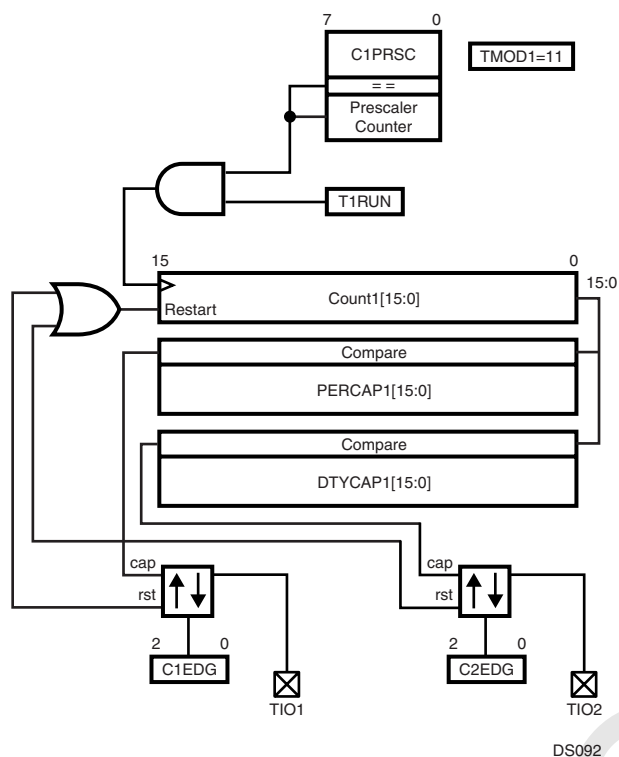 7 0
C1PRSC
TMOD1=11
= =
Prescaler
Counter
T1RUN
15 0
15:0
Count1[15:0]
Restart
Compare
PERCAP1[15:0]
Compare
DTYCAP1[15:0]
cap
rst
cap
rst
2 0
2 0
C1EDG
C2EDG
TIO1
TIO2
DS092